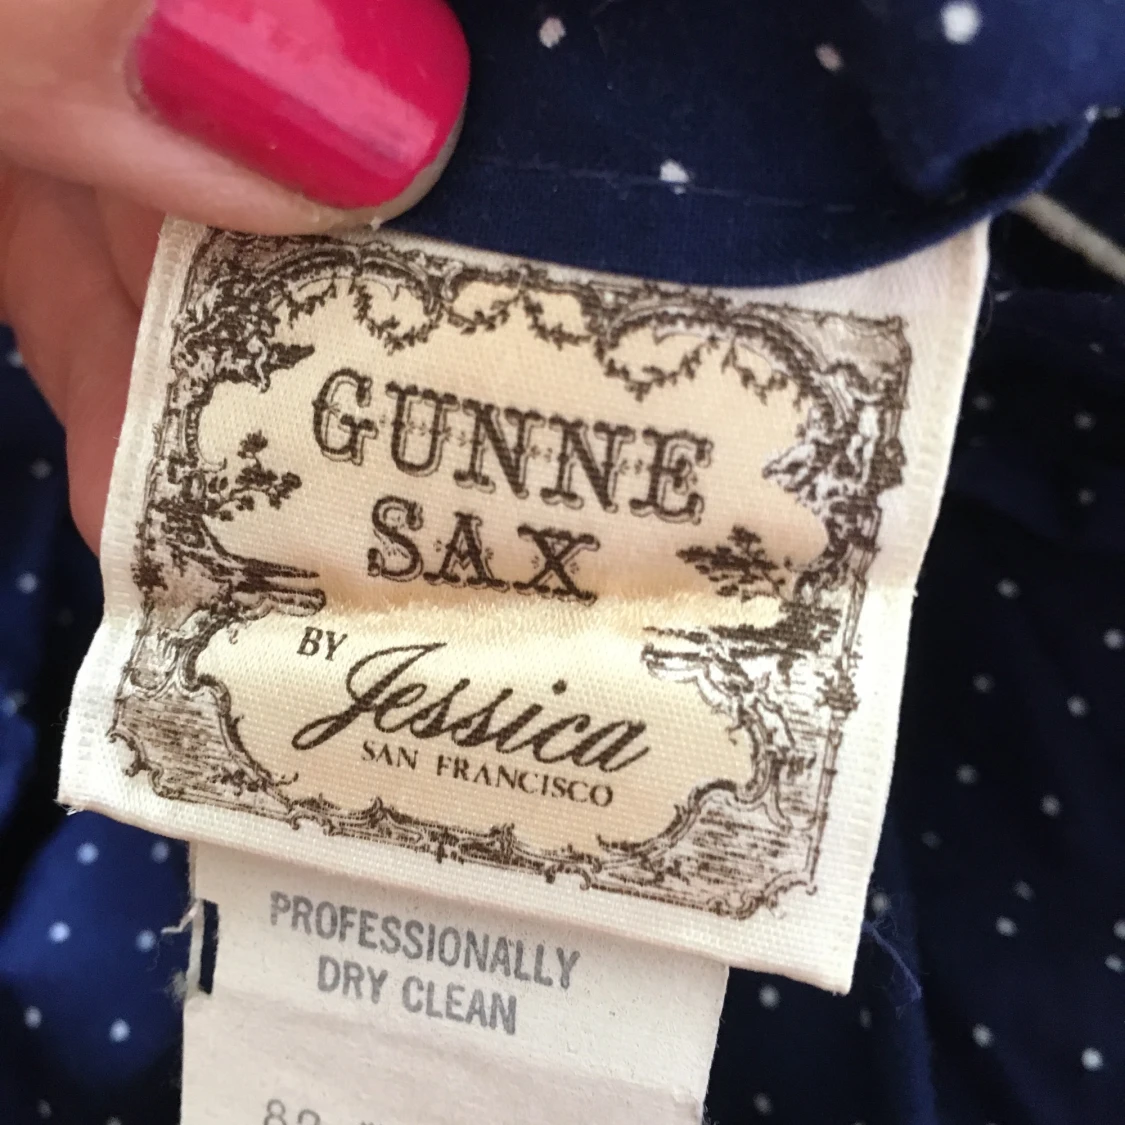 GUNNE
SAX
BY
Jessica
SAN FRANCISCO
PROFESSIONALLY
DRY CLEAN